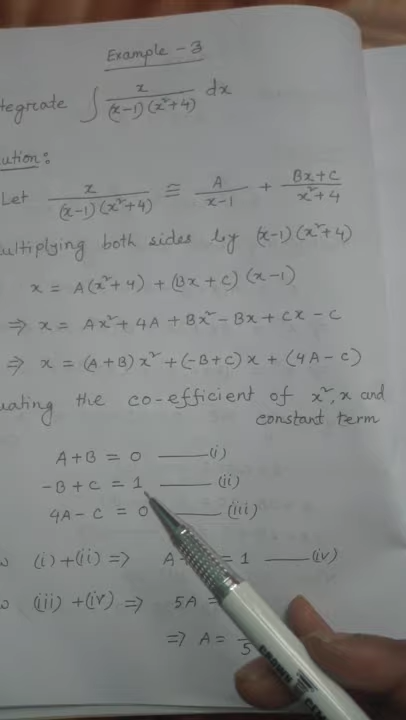 Example - 3
tegrate ∫ x/((x-1)(x²+4)) dx
ution:
Let x/((x-1)(x²+4)) ≅ A/(x-1) + (Bx+C)/(x²+4)
ultiplying both sides by (x-1)(x²+4)
x = A(x²+4) + (Bx+C)(x-1)
⇒ x = Ax² + 4A + Bx² - Bx + Cx - C
⇒ x = (A+B)x² + (-B+C)x + (4A-C)
uating the co-efficient of x², x and
constant term
A+B = 0 ——(i)
-B+C = 1 ——(ii)
4A-C = 0 ——(iii)
(i)+(ii) ⇒ A = 1 ——(iv)
(iii)+(iv) ⇒ 5A =
⇒ A = 5
CROWN